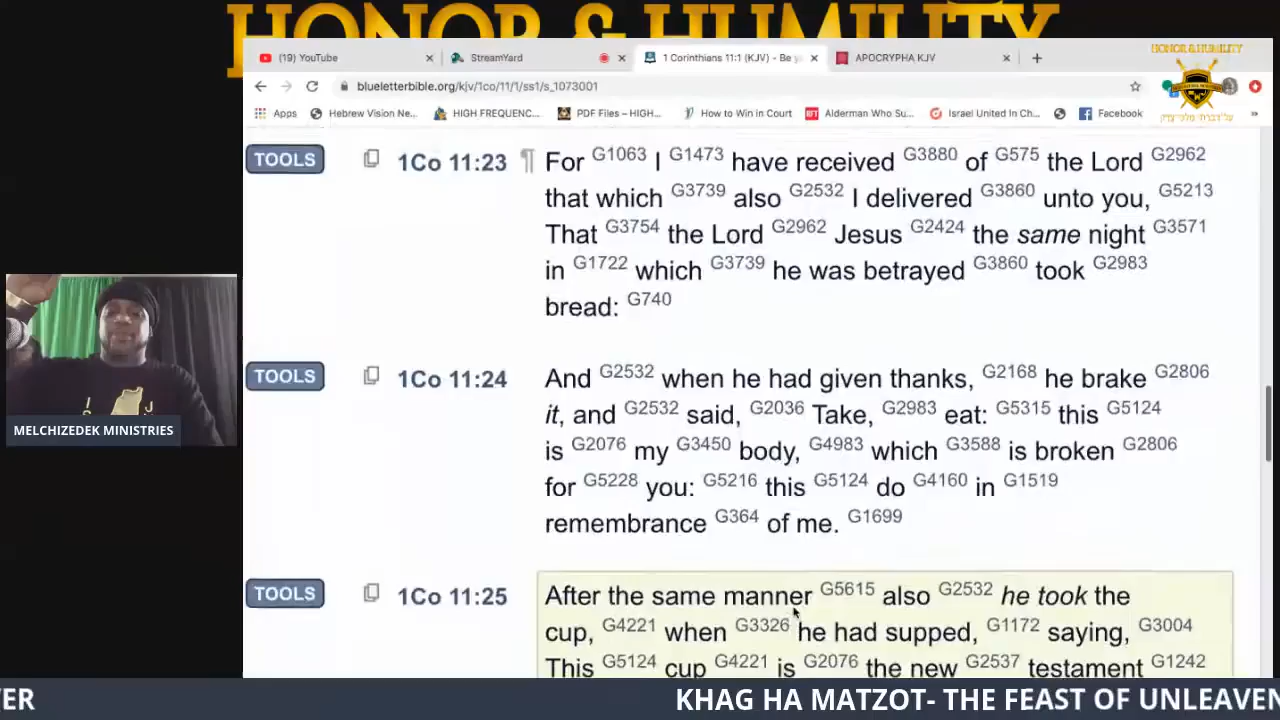 HONOR & HUMILITY
(19) YouTube
StreamYard
1 Corinthians 11:1 (KJV) - Be y
APOCRYPHA KJV
HONOR & HUMILITY
blueletterbible.org/kjv/1co/11/1/ss1/s_1073001
Apps
Hebrew Vision Ne...
HIGH FREQUENC...
PDF Files – HIGH...
How to Win in Court
RFT
Alderman Who Su...
Israel United In Ch...
Facebook
TOOLS
1Co 11:23
¶ For G1063 I G1473 have received G3880 of G575 the Lord G2962
that which G3739 also G2532 I delivered G3860 unto you, G5213
That G3754 the Lord G2962 Jesus G2424 the same night G3571
in G1722 which G3739 he was betrayed G3860 took G2983
bread: G740
TOOLS
1Co 11:24
And G2532 when he had given thanks, G2168 he brake G2806
it, and G2532 said, G2036 Take, G2983 eat: G5315 this G5124
is G2076 my G3450 body, G4983 which G3588 is broken G2806
for G5228 you: G5216 this G5124 do G4160 in G1519
remembrance G364 of me. G1699
TOOLS
1Co 11:25
After the same manner G5615 also G2532 he took the
cup, G4221 when G3326 he had supped, G1172 saying, G3004
This G5124 cup G4221 is G2076 the new G2537 testament G1242
MELCHIZEDEK MINISTRIES
ER
KHAG HA MATZOT- THE FEAST OF UNLEAVEN